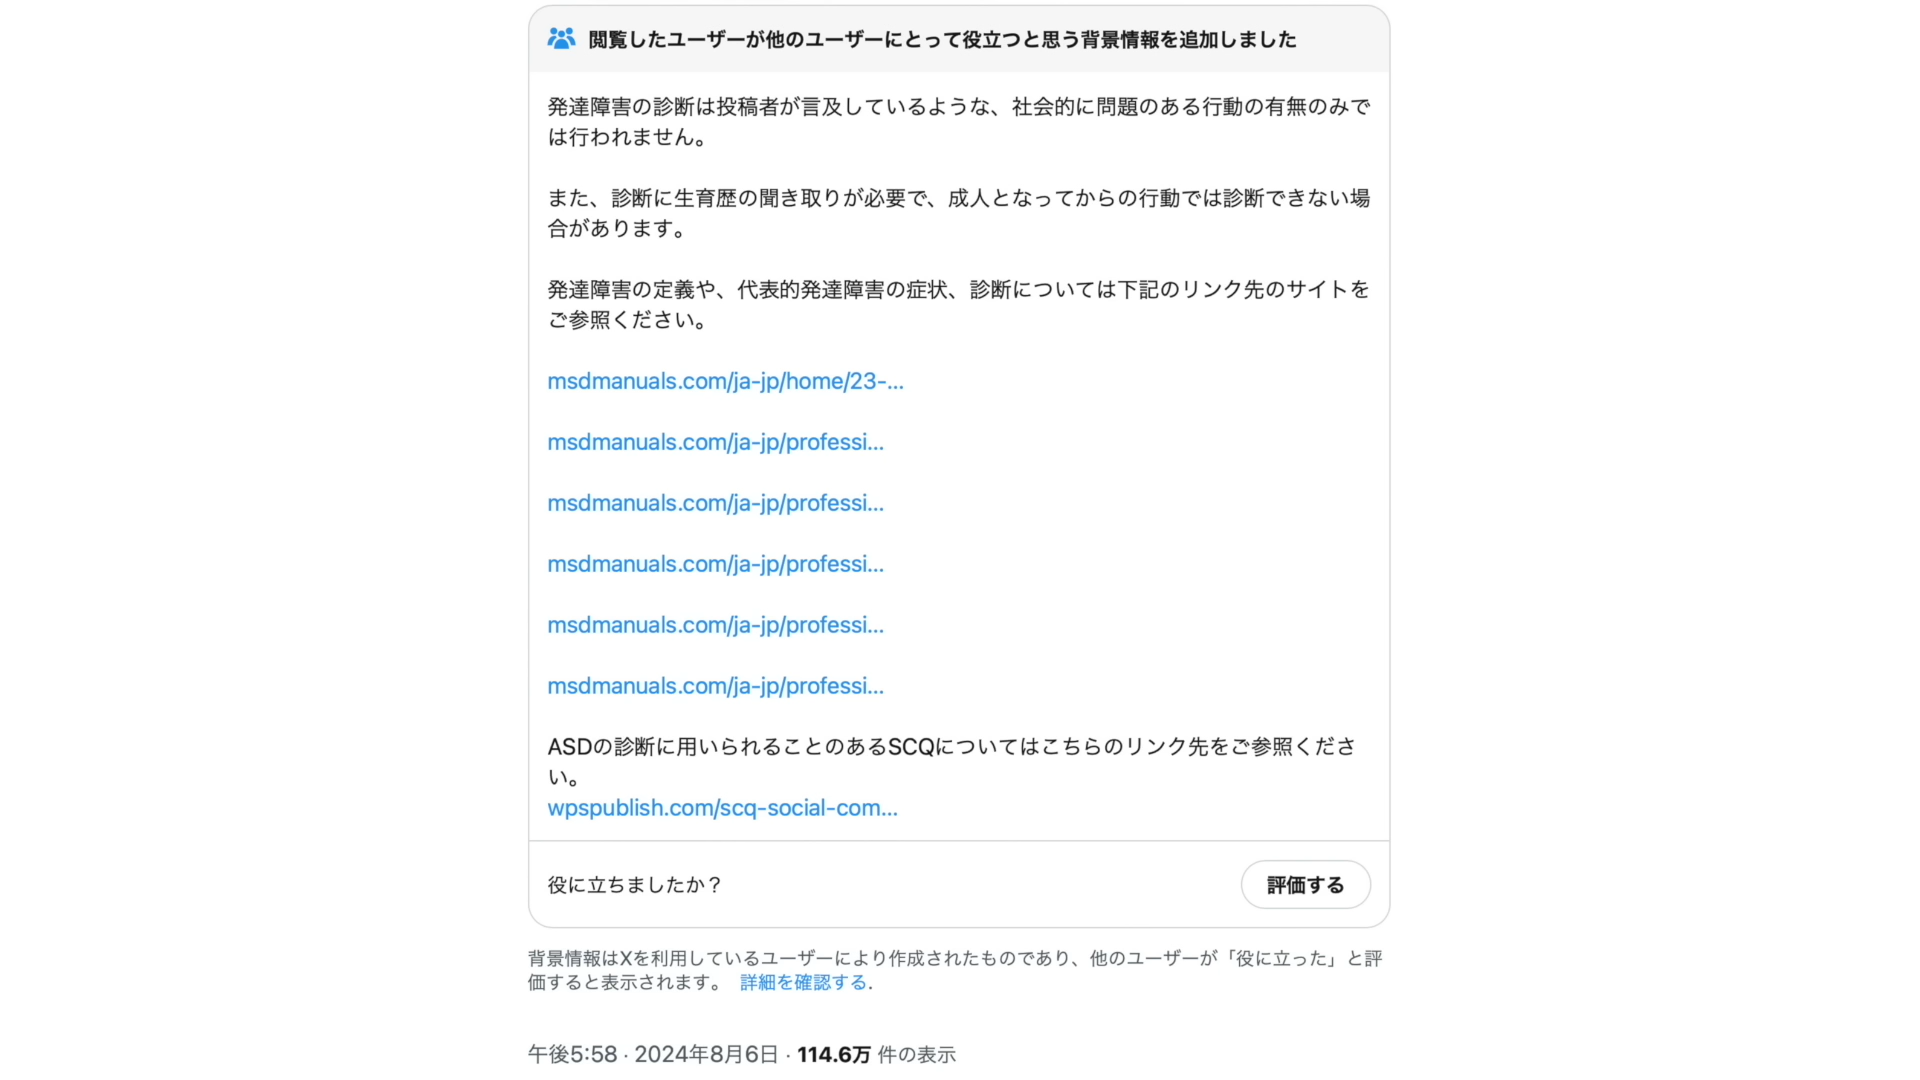 閲覧したユーザーが他のユーザーにとって役立つと思う背景情報を追加しました
発達障害の診断は投稿者が言及しているような、社会的に問題のある行動の有無のみで
は行われません。
また、診断に生育歴の聞き取りが必要で、成人となってからの行動では診断できない場
合があります。
発達障害の定義や、代表的発達障害の症状、診断については下記のリンク先のサイトを
ご参照ください。
msdmanuals.com/ja-jp/home/23-...
msdmanuals.com/ja-jp/professi...
msdmanuals.com/ja-jp/professi...
msdmanuals.com/ja-jp/professi...
msdmanuals.com/ja-jp/professi...
msdmanuals.com/ja-jp/professi...
ASDの診断に用いられることのあるSCQについてはこちらのリンク先をご参照くださ
い。
wpspublish.com/scq-social-com...
役に立ちましたか？
評価する
背景情報はXを利用しているユーザーにより作成されたものであり、他のユーザーが「役に立った」と評
価すると表示されます。 詳細を確認する.
午後5:58 · 2024年8月6日 · 114.6万 件の表示